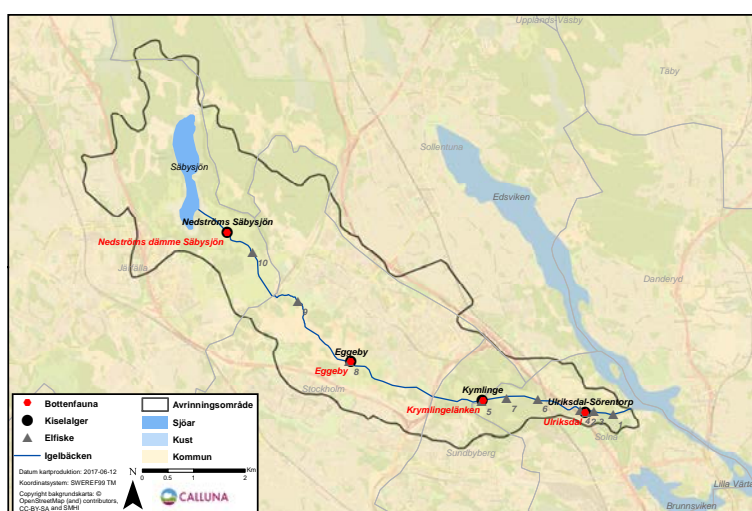 Upplands-Väsby
Täby
Sollentuna
Säbysjön
Edsviken
Nedströms Säbysjön
Nedströms dämme Säbysjön
10
Järfälla
Danderyd
9
Eggeby
Eggeby
8
Stockholm
Kymlinge
Ulriksdal-Sörentorp
Krymlingelänken
5
7
6
Ulriksdal
4
2
3
1
Solna
Sundbyberg
Lilla Värta
Brunnsviken
Bottenfauna
Kiselalger
Elfiske
Igelbäcken
Avrinningsområde
Sjöar
Kust
Kommun
Datum kartproduktion: 2017-06-12
Koordinatsystem: SWEREF99 TM
Copyright bakgrundskarta: ©
OpenStreetMap (and) contributors,
CC-BY-SA and SMHI
N
0 0.5 1 2 Km
CALLUNA